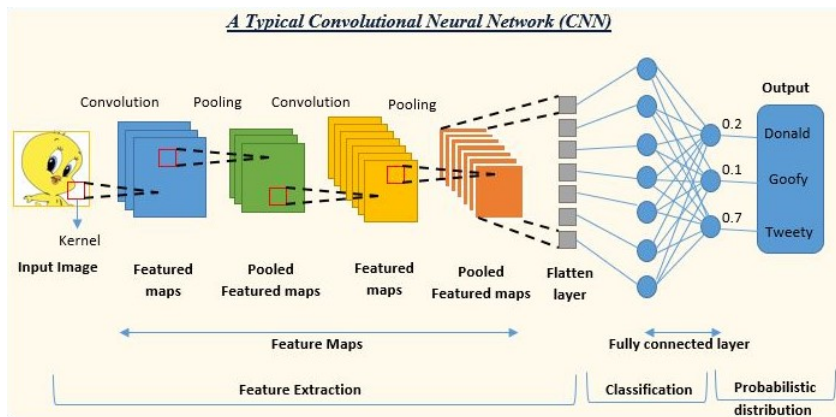 A Typical Convolutional Neural Network (CNN)
Convolution
Pooling
Convolution
Pooling
Output
0.2
Donald
0.1
Goofy
0.7
Tweety
Kernel
Input Image
Featured
maps
Pooled
Featured maps
Featured
maps
Pooled
Featured maps
Flatten
layer
Feature Maps
Fully connected layer
Feature Extraction
Classification
Probabilistic
distribution